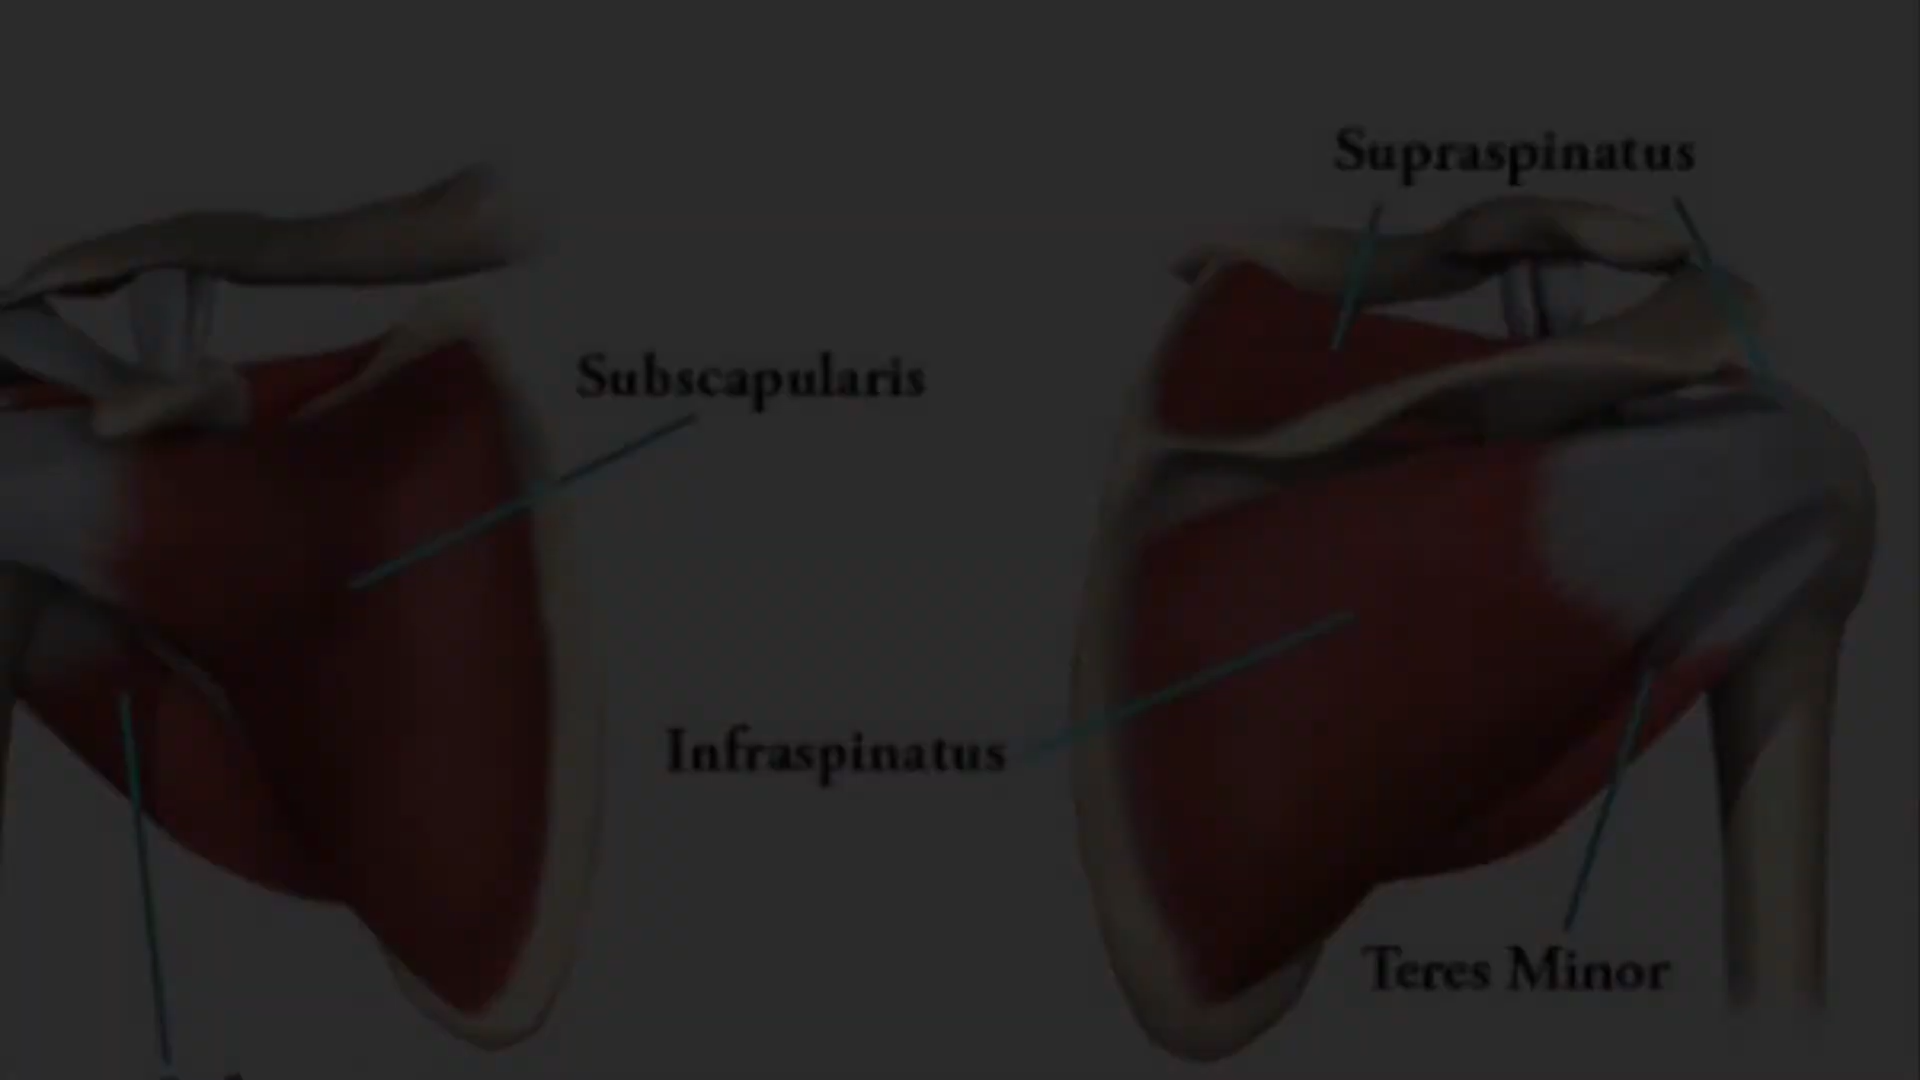 Supraspinatus
Subscapularis
Infraspinatus
Teres Minor